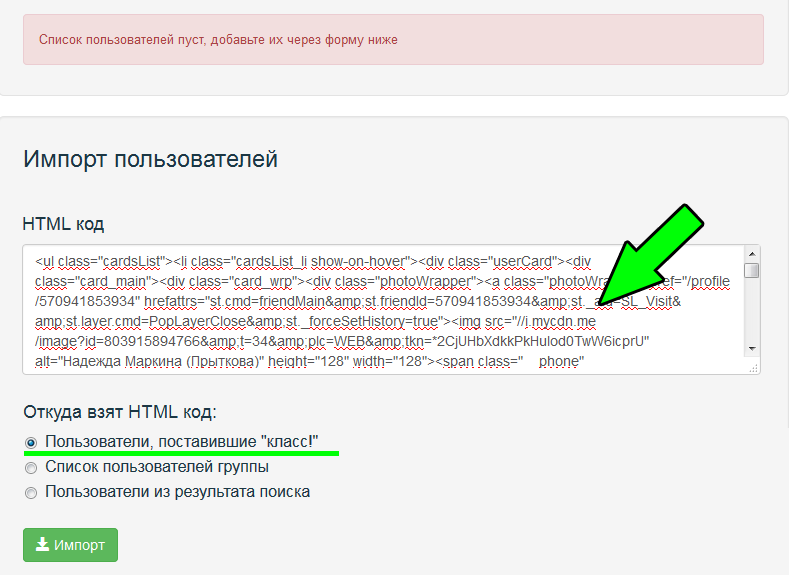 Список пользователей пуст, добавьте их через форму ниже
Импорт пользователей
HTML код
<ul class="cardsList"><li class="cardsList_li show-on-hover"><div class="userCard"><div
class="card_main"><div class="card_wrp"><div class="photoWrapper"><a class="photoWra ef="/profile
/570941853934" hrefattrs="st.cmd=friendMain&amp;st.friendId=570941853934&amp;st._aid=SL_Visit&
amp;st.layer.cmd=PopLayerClose&amp;st._forceSetHistory=true"><img src="//i.mycdn.me
/image?id=803915894766&amp;t=34&amp;plc=WEB&amp;tkn=*2CjUHbXdkkPkHulod0TwW6icprU"
alt="Надежда Маркина (Прыткова)" height="128" width="128"><span class="__phone"
Откуда взят HTML код:
Пользователи, поставившие "класс!"
Список пользователей группы
Пользователи из результата поиска
Импорт